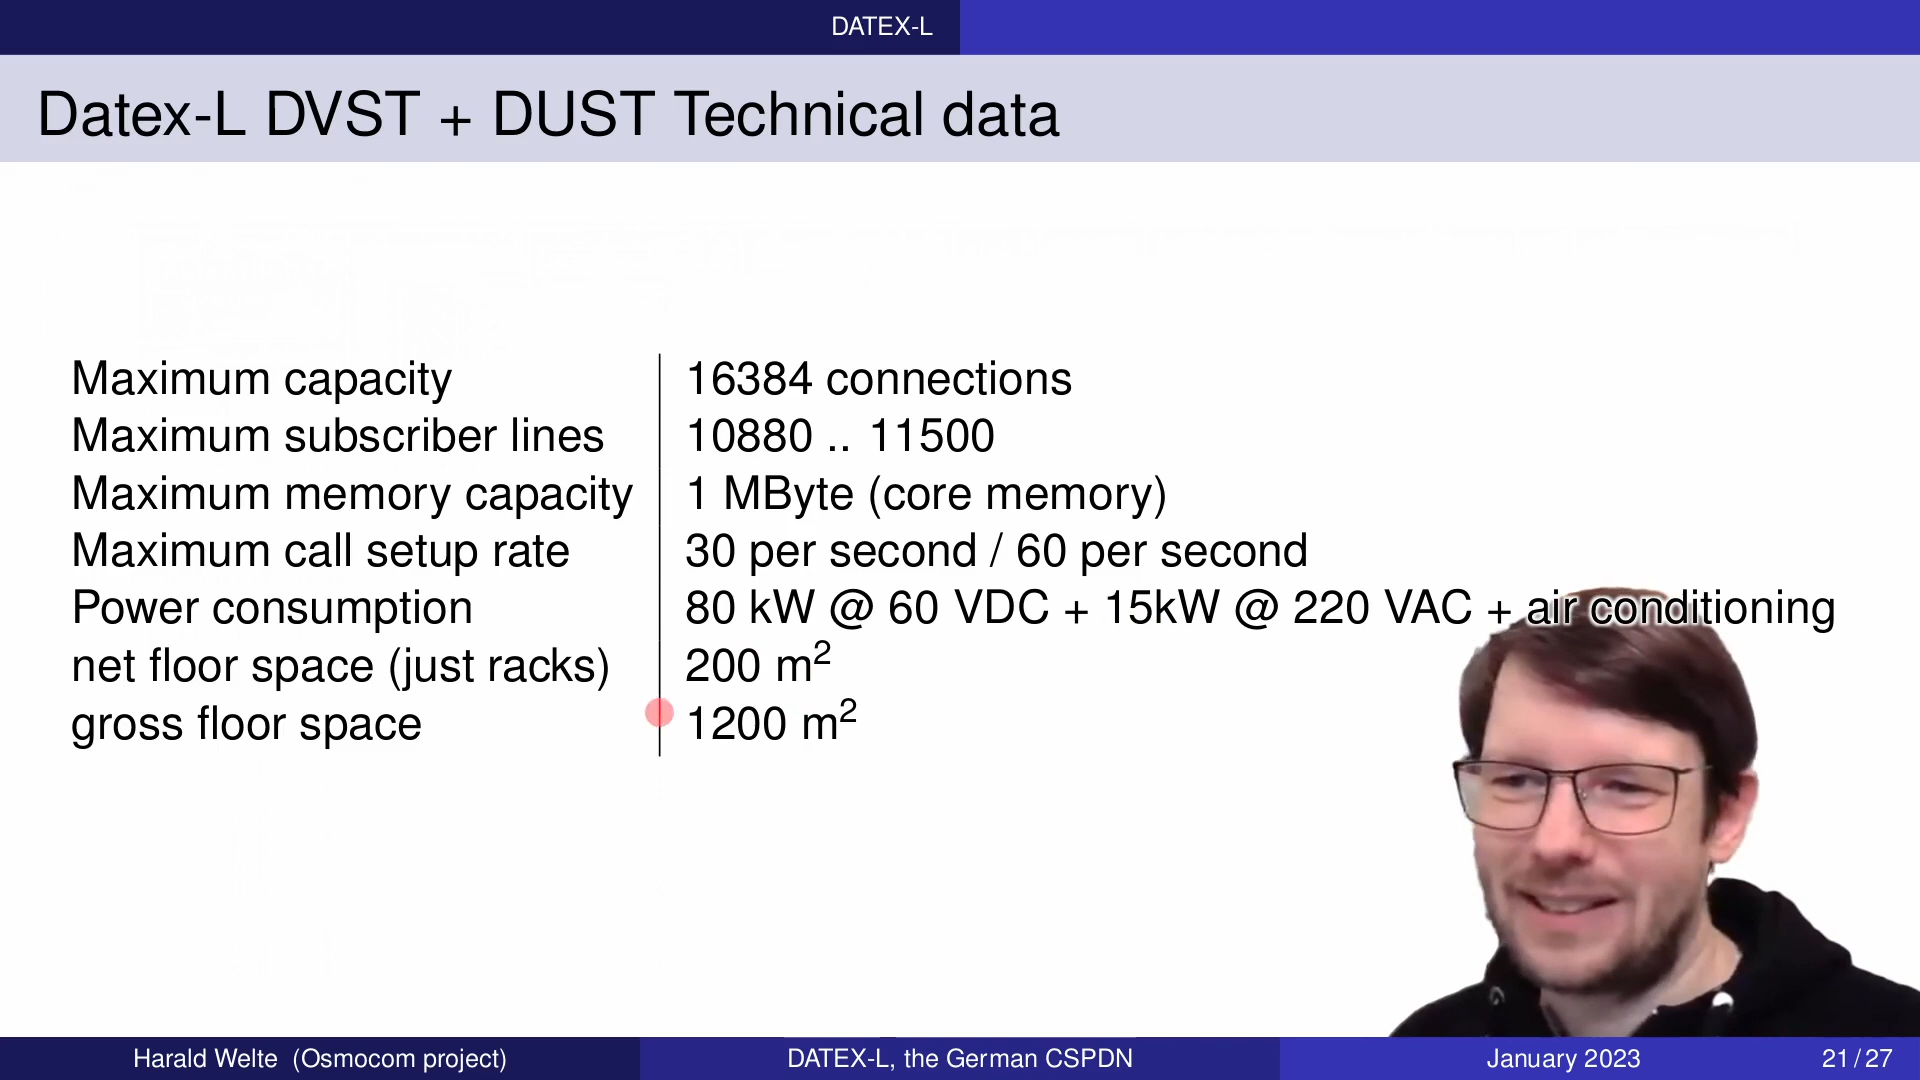 DATEX-L
Datex-L DVST + DUST Technical data
Maximum capacity 16384 connections
Maximum subscriber lines 10880 .. 11500
Maximum memory capacity 1 MByte (core memory)
Maximum call setup rate 30 per second / 60 per second
Power consumption 80 kW @ 60 VDC + 15kW @ 220 VAC + air conditioning
net floor space (just racks) 200 m²
gross floor space 1200 m²
Harald Welte (Osmocom project) DATEX-L, the German CSPDN January 2023 21 / 27